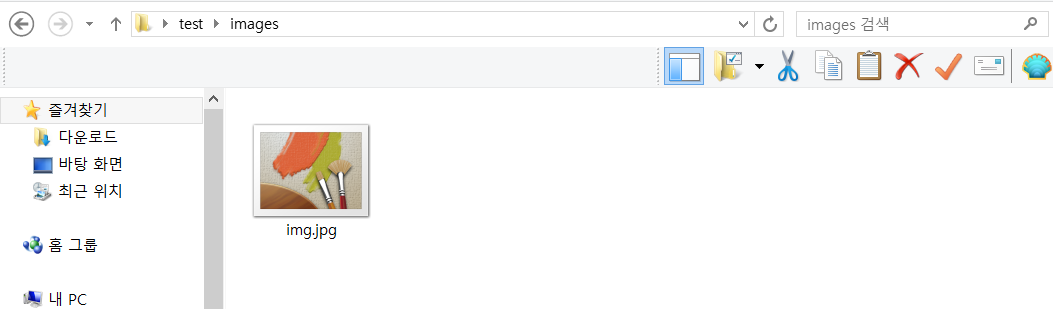 test images
images 검색
즐겨찾기
다운로드
바탕 화면
최근 위치
홈 그룹
내 PC
img.jpg